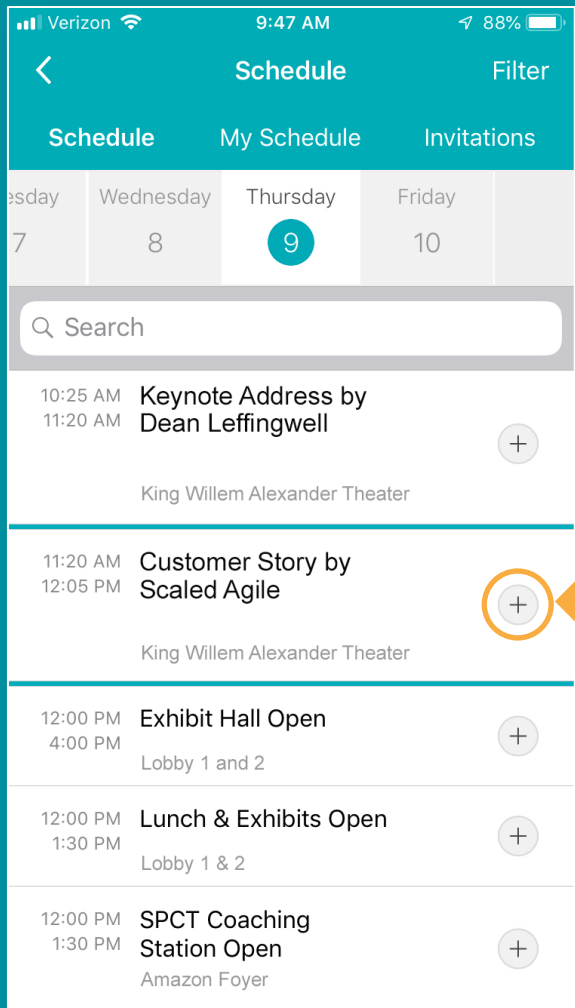 Verizon 9:47 AM 88%
Schedule Filter
Schedule My Schedule Invitations
esday Wednesday Thursday Friday
7 8 9 10
Search
10:25 AM Keynote Address by
11:20 AM Dean Leffingwell
King Willem Alexander Theater
11:20 AM Customer Story by
12:05 PM Scaled Agile
King Willem Alexander Theater
12:00 PM Exhibit Hall Open
4:00 PM
Lobby 1 and 2
12:00 PM Lunch & Exhibits Open
1:30 PM
Lobby 1 & 2
12:00 PM SPCT Coaching
1:30 PM Station Open
Amazon Foyer